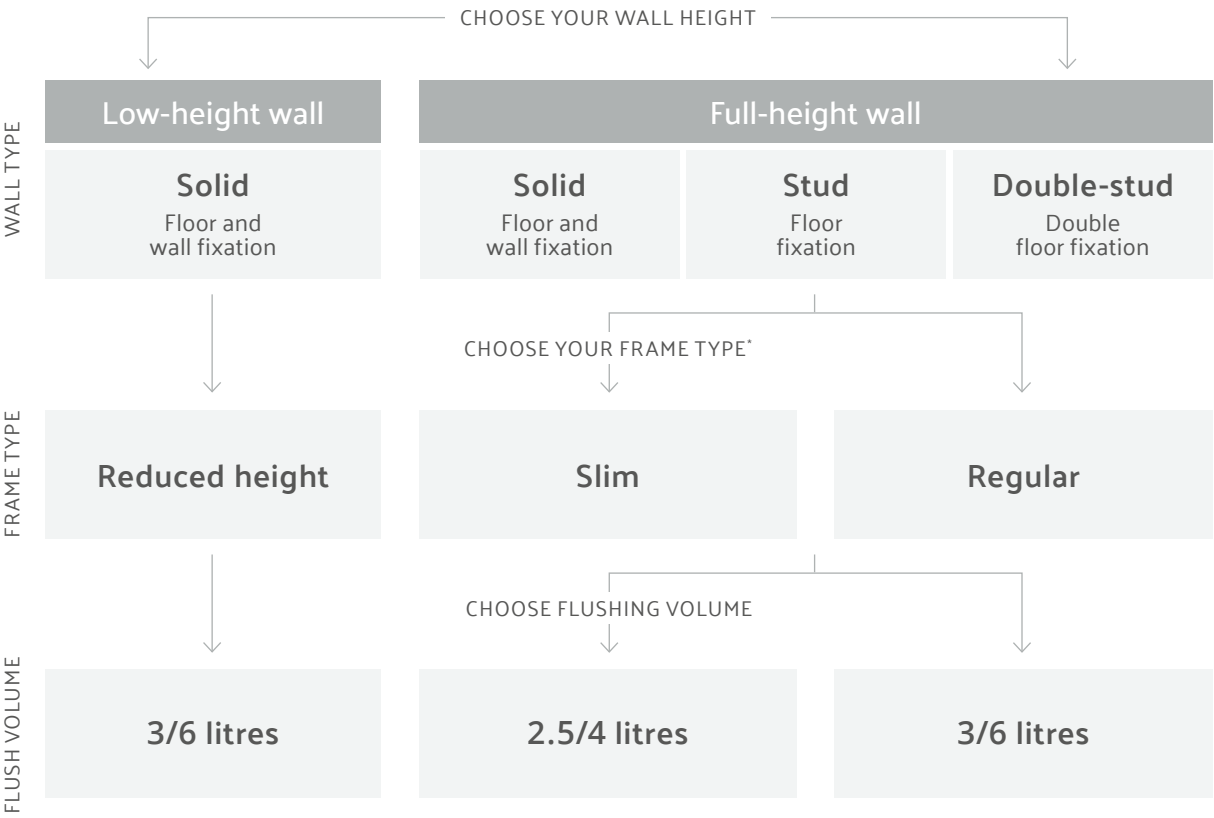 CHOOSE YOUR WALL HEIGHT
WALL TYPE
Low-height wall
Full-height wall
Solid
Floor and
wall fixation
Solid
Floor and
wall fixation
Stud
Floor
fixation
Double-stud
Double
floor fixation
CHOOSE YOUR FRAME TYPE*
FRAME TYPE
Reduced height
Slim
Regular
CHOOSE FLUSHING VOLUME
FLUSH VOLUME
3/6 litres
2.5/4 litres
3/6 litres